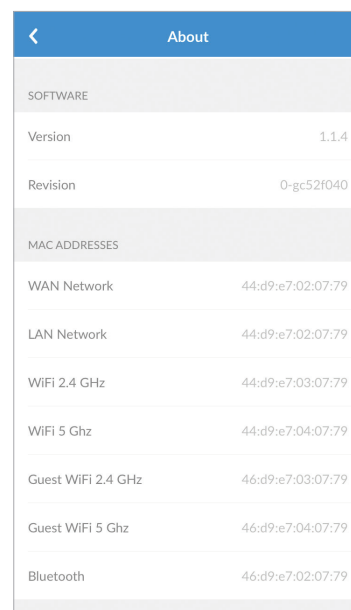 About
SOFTWARE
Version 1.1.4
Revision 0-gc52f040
MAC ADDRESSES
WAN Network 44:d9:e7:02:07:79
LAN Network 44:d9:e7:02:07:79
WiFi 2.4 GHz 44:d9:e7:03:07:79
WiFi 5 Ghz 44:d9:e7:04:07:79
Guest WiFi 2.4 GHz 46:d9:e7:03:07:79
Guest WiFi 5 Ghz 46:d9:e7:04:07:79
Bluetooth 46:d9:e7:02:07:79